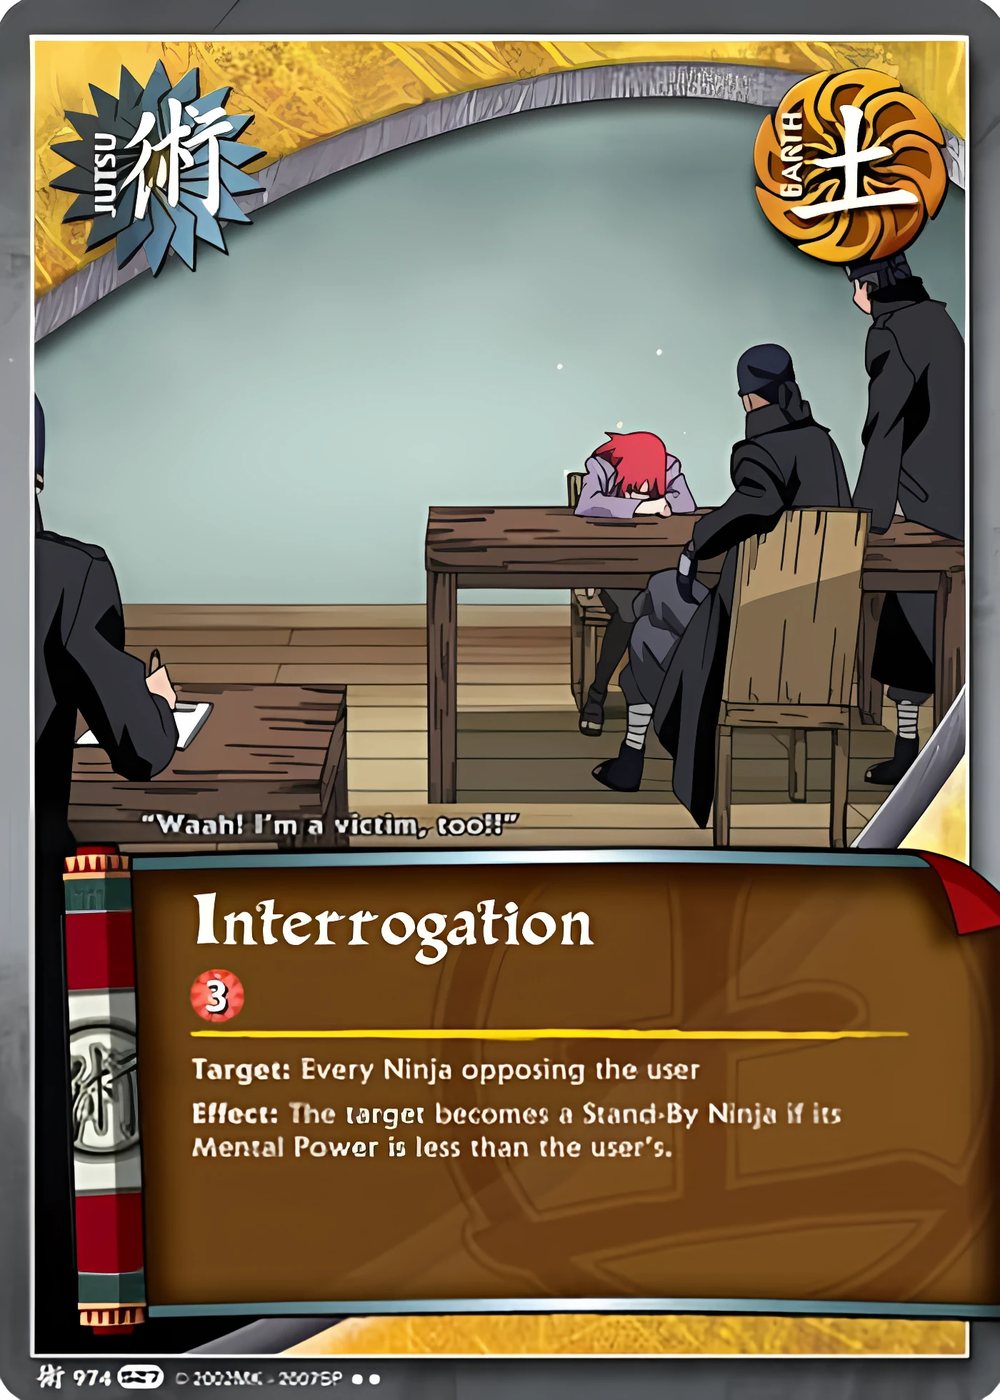 JUTSU
術
EARTH
土
"Waah! I'm a victim, too!!"
Interrogation
3
Target: Every Ninja opposing the user
Effect: The target becomes a Stand-By Ninja if its
Mental Power is less than the user's.
術
術 974